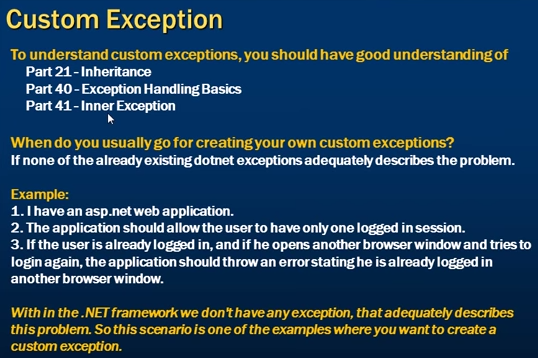 Custom Exception
To understand custom exceptions, you should have good understanding of
Part 21 - Inheritance
Part 40 - Exception Handling Basics
Part 41 - Inner Exception
When do you usually go for creating your own custom exceptions?
If none of the already existing dotnet exceptions adequately describes the problem.
Example:
1. I have an asp.net web application.
2. The application should allow the user to have only one logged in session.
3. If the user is already logged in, and if he opens another browser window and tries to
login again, the application should throw an error stating he is already logged in
another browser window.
With in the .NET framework we don't have any exception, that adequately describes
this problem. So this scenario is one of the examples where you want to create a
custom exception.